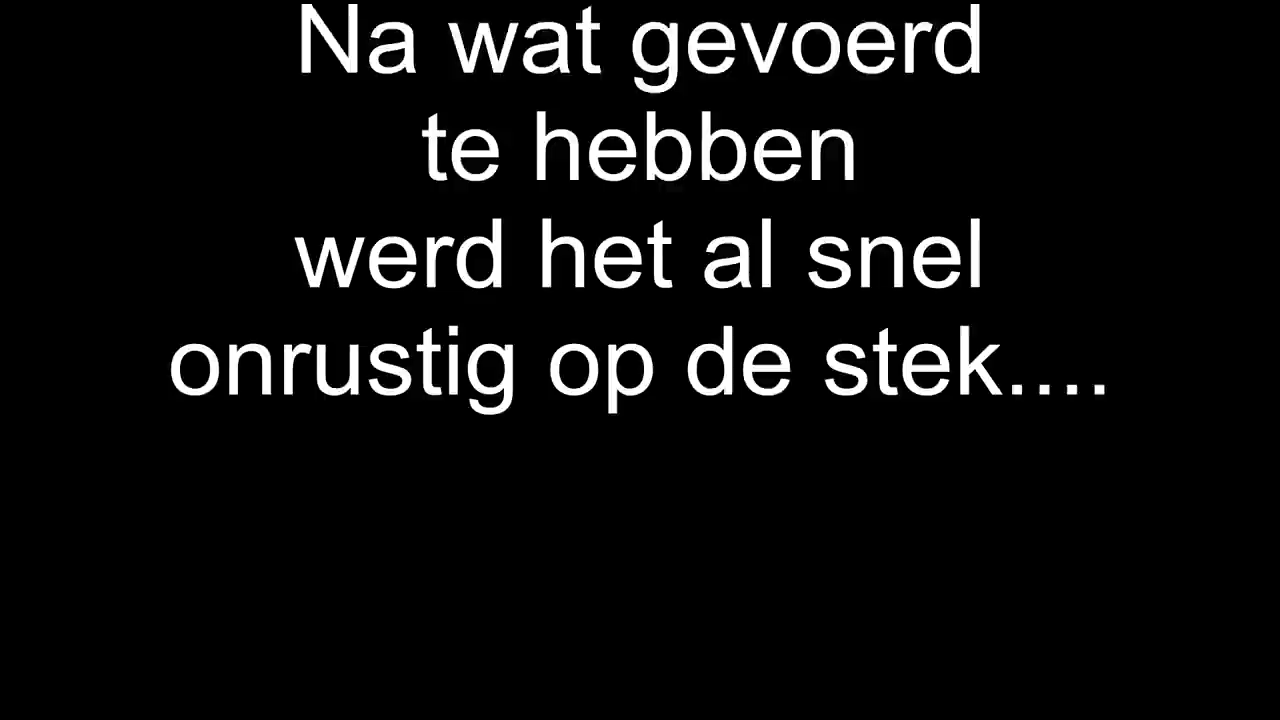 Na wat gevoerd
te hebben
werd het al snel
onrustig op de stek....